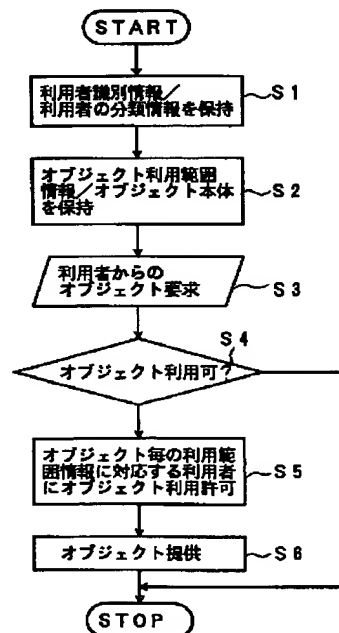 START
利用者識別情報/
利用者の分類情報を保持
S1
オブジェクト利用範囲
情報/オブジェクト本体
を保持
S2
利用者からの
オブジェクト要求
S3
S4
オブジェクト利用可?
オブジェクト毎の利用範
囲情報に対応する利用者
にオブジェクト利用許可
S5
オブジェクト提供
S6
STOP